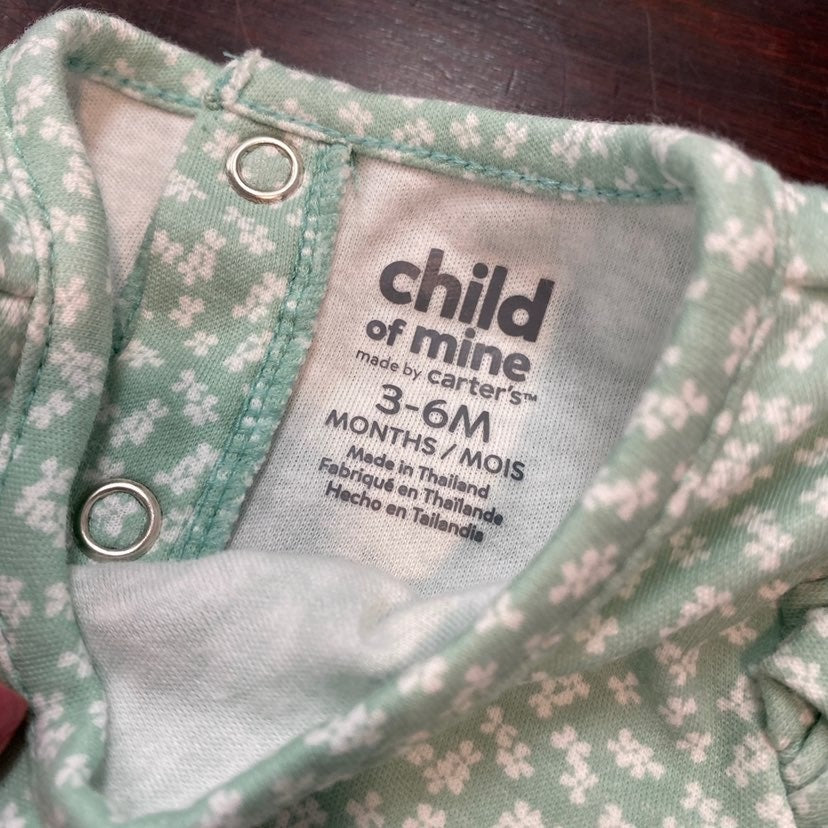 child
of mine
made by carter's™
3-6M
MONTHS / MOIS
Made in Thailand
Fabriqué en Thaïlande
Hecho en Tailandia